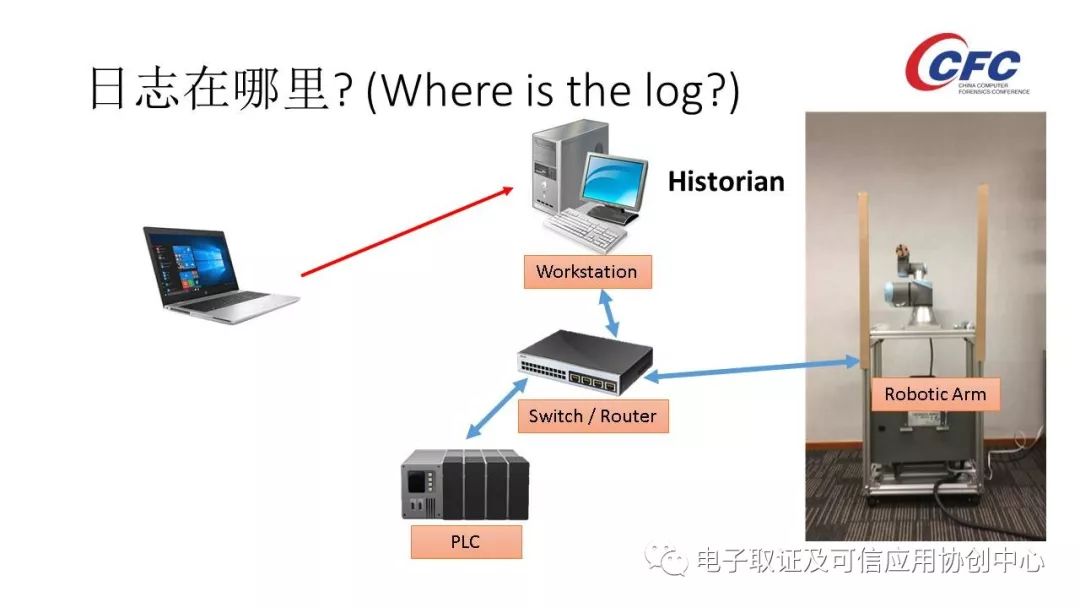 日志在哪里? (Where is the log?)
CFC
CHINA COMPUTER
FORENSICS CONFERENCE
Historian
Workstation
Switch / Router
Robotic Arm
PLC
电子取证及可信应用协创中心